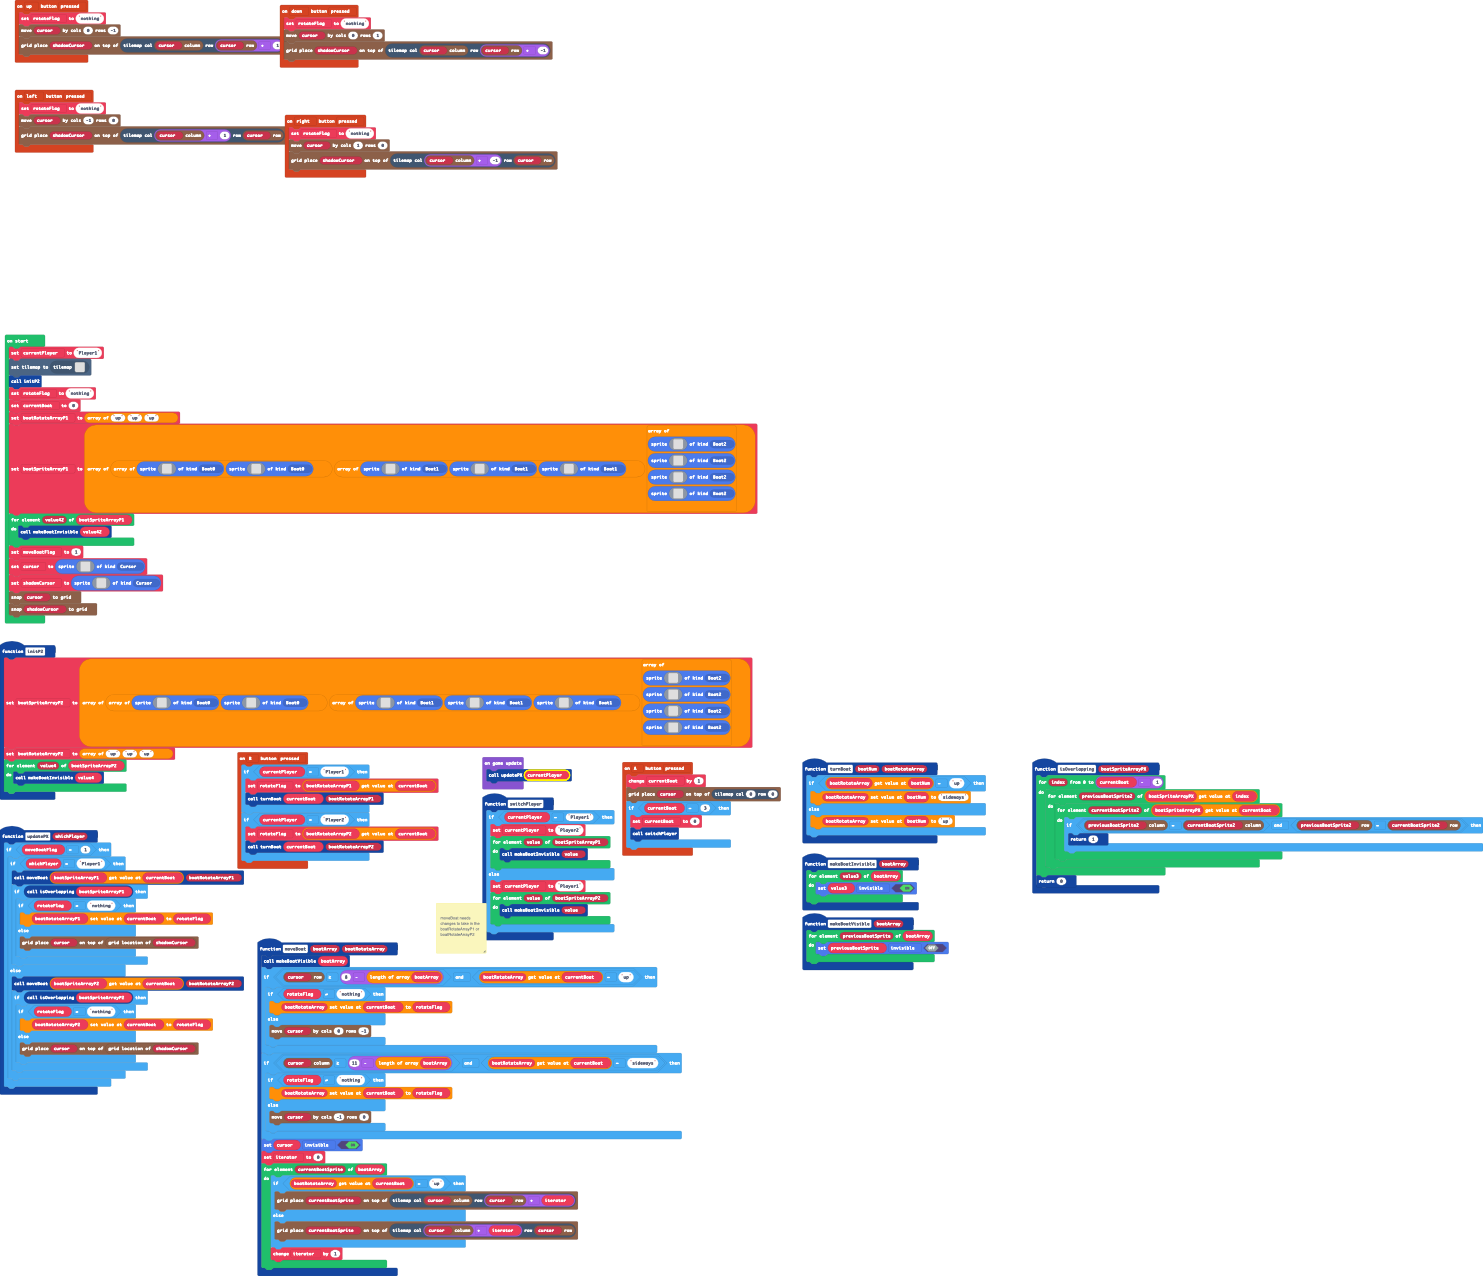 on up button pressed
set rotateFlag to nothing
move cursor by cols 0 rows -1
grid place shadowCursor on top of tilemap col cursor column row cursor row + 1
on down button pressed
set rotateFlag to nothing
move cursor by cols 0 rows 1
grid place shadowCursor on top of tilemap col cursor column row cursor row + -1
on left button pressed
set rotateFlag to nothing
move cursor by cols -1 rows 0
grid place shadowCursor on top of tilemap col cursor column + 1 row cursor row
on right button pressed
set rotateFlag to nothing
move cursor by cols 1 rows 0
grid place shadowCursor on top of tilemap col cursor column + -1 row cursor row
on start
set currentPlayer to Player1
set tilemap to tilemap
call initP2
set rotateFlag to nothing
set currentBoat to 0
set boatRotateArrayP1 to array of up up up
set boatSpriteArrayP1 to array of array of sprite of kind Boat0 sprite of kind Boat0 array of sprite of kind Boat1 sprite of kind Boat1 sprite of kind Boat1 array of
sprite of kind Boat2
sprite of kind Boat2
sprite of kind Boat2
sprite of kind Boat2
for element value42 of boatSpriteArrayP1
do call makeBoatInvisible value42
set moveBoatFlag to 1
set cursor to sprite of kind Cursor
set shadowCursor to sprite of kind Cursor
snap cursor to grid
snap shadowCursor to grid
function initP2
set boatSpriteArrayP2 to array of array of sprite of kind Boat0 sprite of kind Boat0 array of sprite of kind Boat1 sprite of kind Boat1 sprite of kind Boat1 array of
sprite of kind Boat2
sprite of kind Boat2
sprite of kind Boat2
sprite of kind Boat2
set boatRotateArrayP2 to array of up up up
for element value4 of boatSpriteArrayP2
do call makeBoatInvisible value4
on B button pressed
if currentPlayer = Player1 then
set rotateFlag to boatRotateArrayP1 get value at currentBoat
call turnBoat currentBoat boatRotateArrayP1
if currentPlayer = Player2 then
set rotateFlag to boatRotateArrayP2 get value at currentBoat
call turnBoat currentBoat boatRotateArrayP2
on game update
call updatePX currentPlayer
function switchPlayer
if currentPlayer = Player1 then
set currentPlayer to Player2
for element value of boatSpriteArrayP1
do call makeBoatInvisible value
else
set currentPlayer to Player1
for element value of boatSpriteArrayP2
do call makeBoatInvisible value
on A button pressed
change currentBoat by 1
grid place cursor on top of tilemap col 0 row 0
if currentBoat = 3 then
set currentBoat to 0
call switchPlayer
function turnBoat boatNum boatRotateArray
if boatRotateArray get value at boatNum = up then
boatRotateArray set value at boatNum to sideways
else
boatRotateArray set value at boatNum to up
function makeBoatInvisible boatArray
for element value3 of boatArray
do set value3 invisible ON
function makeBoatVisible boatArray
for element previousBoatSprite of boatArray
do set previousBoatSprite invisible OFF
function isOverlapping boatSpriteArrayPX
for index from 0 to currentBoat - 1
do for element previousBoatSprite2 of boatSpriteArrayPX get value at index
do for element currentBoatSprite2 of boatSpriteArrayPX get value at currentBoat
do if previousBoatSprite2 column = currentBoatSprite2 column and previousBoatSprite2 row = currentBoatSprite2 row then
return 1
return 0
function updatePX whichPlayer
if moveBoatFlag = 1 then
if whichPlayer = Player1 then
call moveBoat boatSpriteArrayP1 get value at currentBoat boatRotateArrayP1
if call isOverlapping boatSpriteArrayP1 then
if rotateFlag ≠ nothing then
boatRotateArrayP1 set value at currentBoat to rotateFlag
else
grid place cursor on top of grid location of shadowCursor
else
call moveBoat boatSpriteArrayP2 get value at currentBoat boatRotateArrayP2
if call isOverlapping boatSpriteArrayP2 then
if rotateFlag ≠ nothing then
boatRotateArrayP2 set value at currentBoat to rotateFlag
else
grid place cursor on top of grid location of shadowCursor
moveBoat needs
changes to take in the
boatRotateArrayP1 or
boatRotateArrayP2
function moveBoat boatArray boatRotateArray
call makeBoatVisible boatArray
if cursor row ≥ 8 - length of array boatArray and boatRotateArray get value at currentBoat = up then
if rotateFlag ≠ nothing then
boatRotateArray set value at currentBoat to rotateFlag
else
move cursor by cols 0 rows -1
if cursor column ≥ 11 - length of array boatArray and boatRotateArray get value at currentBoat = sideways then
if rotateFlag ≠ nothing then
boatRotateArray set value at currentBoat to rotateFlag
else
move cursor by cols -1 rows 0
set cursor invisible ON
set iterator to 0
for element currentBoatSprite of boatArray
do if boatRotateArray get value at currentBoat = up then
grid place currentBoatSprite on top of tilemap col cursor column row cursor row + iterator
else
grid place currentBoatSprite on top of tilemap col cursor column + iterator row cursor row
change iterator by 1